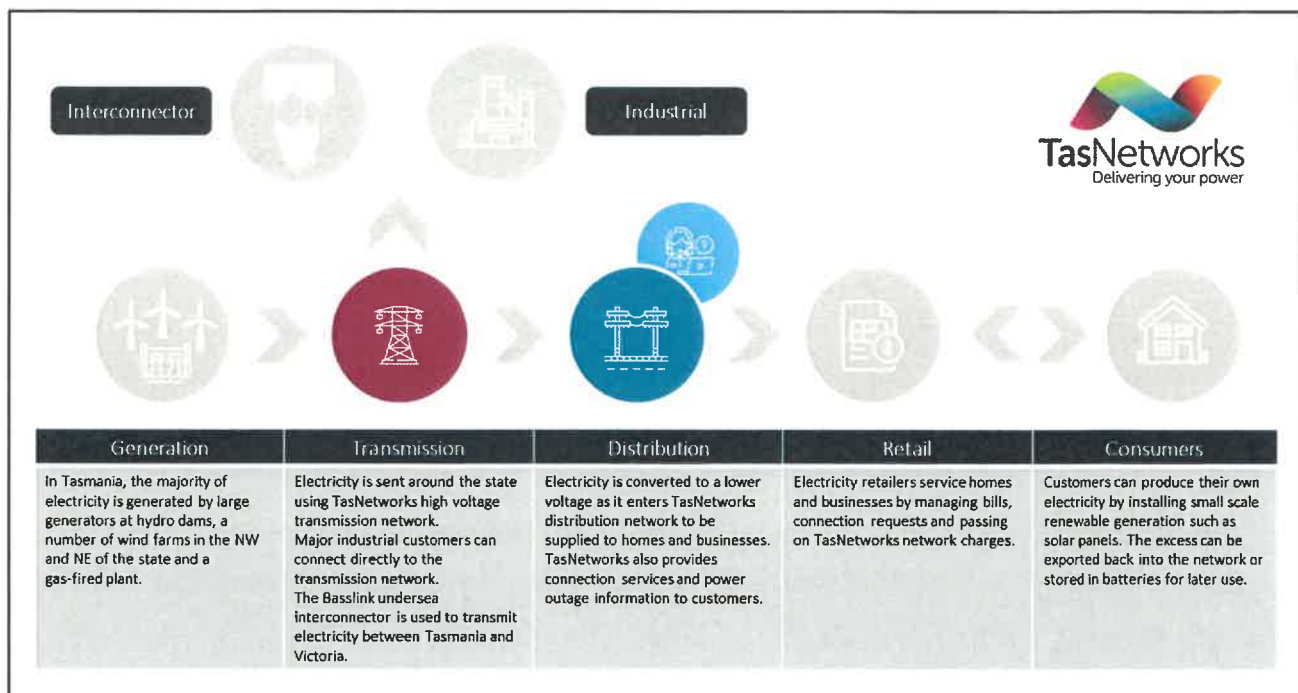 Interconnector
Industrial
TasNetworks
Delivering your power
Generation
In Tasmania, the majority of
electricity is generated by large
generators at hydro dams, a
number of wind farms in the NW
and NE of the state and a
gas-fired plant.
Transmission
Electricity is sent around the state
using TasNetworks high voltage
transmission network.
Major industrial customers can
connect directly to the
transmission network.
The Basslink undersea
interconnector is used to transmit
electricity between Tasmania and
Victoria.
Distribution
Electricity is converted to a lower
voltage as it enters TasNetworks
distribution network to be
supplied to homes and businesses.
TasNetworks also provides
connection services and power
outage information to customers.
Retail
Electricity retailers service homes
and businesses by managing bills,
connection requests and passing
on TasNetworks network charges.
Consumers
Customers can produce their own
electricity by installing small scale
renewable generation such as
solar panels. The excess can be
exported back into the network or
stored in batteries for later use.